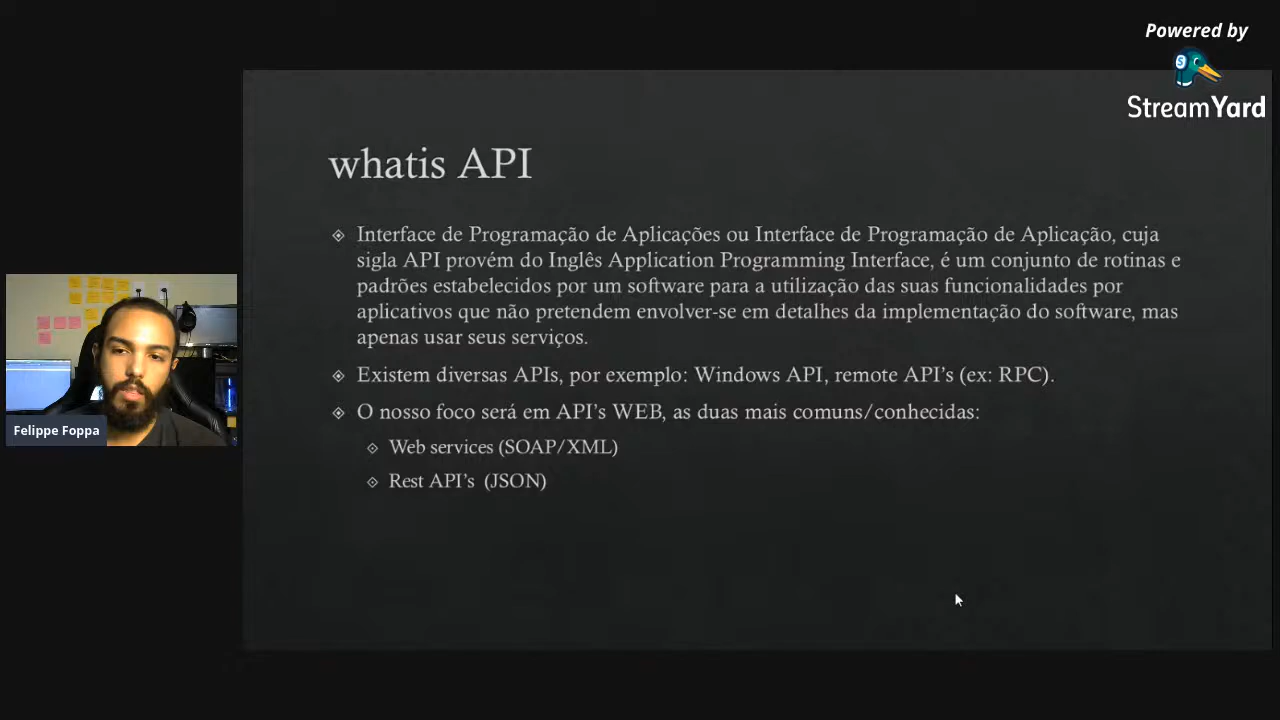 Powered by
StreamYard
whatis API
Interface de Programação de Aplicações ou Interface de Programação de Aplicação, cuja
sigla API provém do Inglês Application Programming Interface, é um conjunto de rotinas e
padrões estabelecidos por um software para a utilização das suas funcionalidades por
aplicativos que não pretendem envolver-se em detalhes da implementação do software, mas
apenas usar seus serviços.
Existem diversas APIs, por exemplo: Windows API, remote API's (ex: RPC).
O nosso foco será em API's WEB, as duas mais comuns/conhecidas:
Web services (SOAP/XML)
Rest API's (JSON)
Felippe Foppa